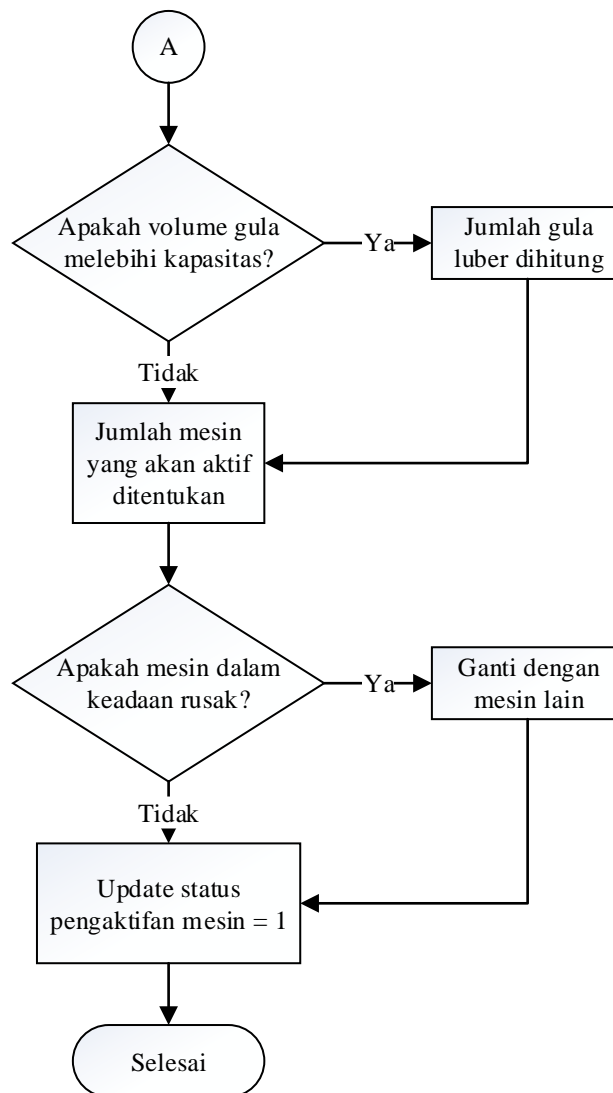 A
Apakah volume gula
melebihi kapasitas?
Ya
Jumlah gula
luber dihitung
Tidak
Jumlah mesin
yang akan aktif
ditentukan
Apakah mesin dalam
keadaan rusak?
Ya
Ganti dengan
mesin lain
Tidak
Update status
pengaktifan mesin = 1
Selesai